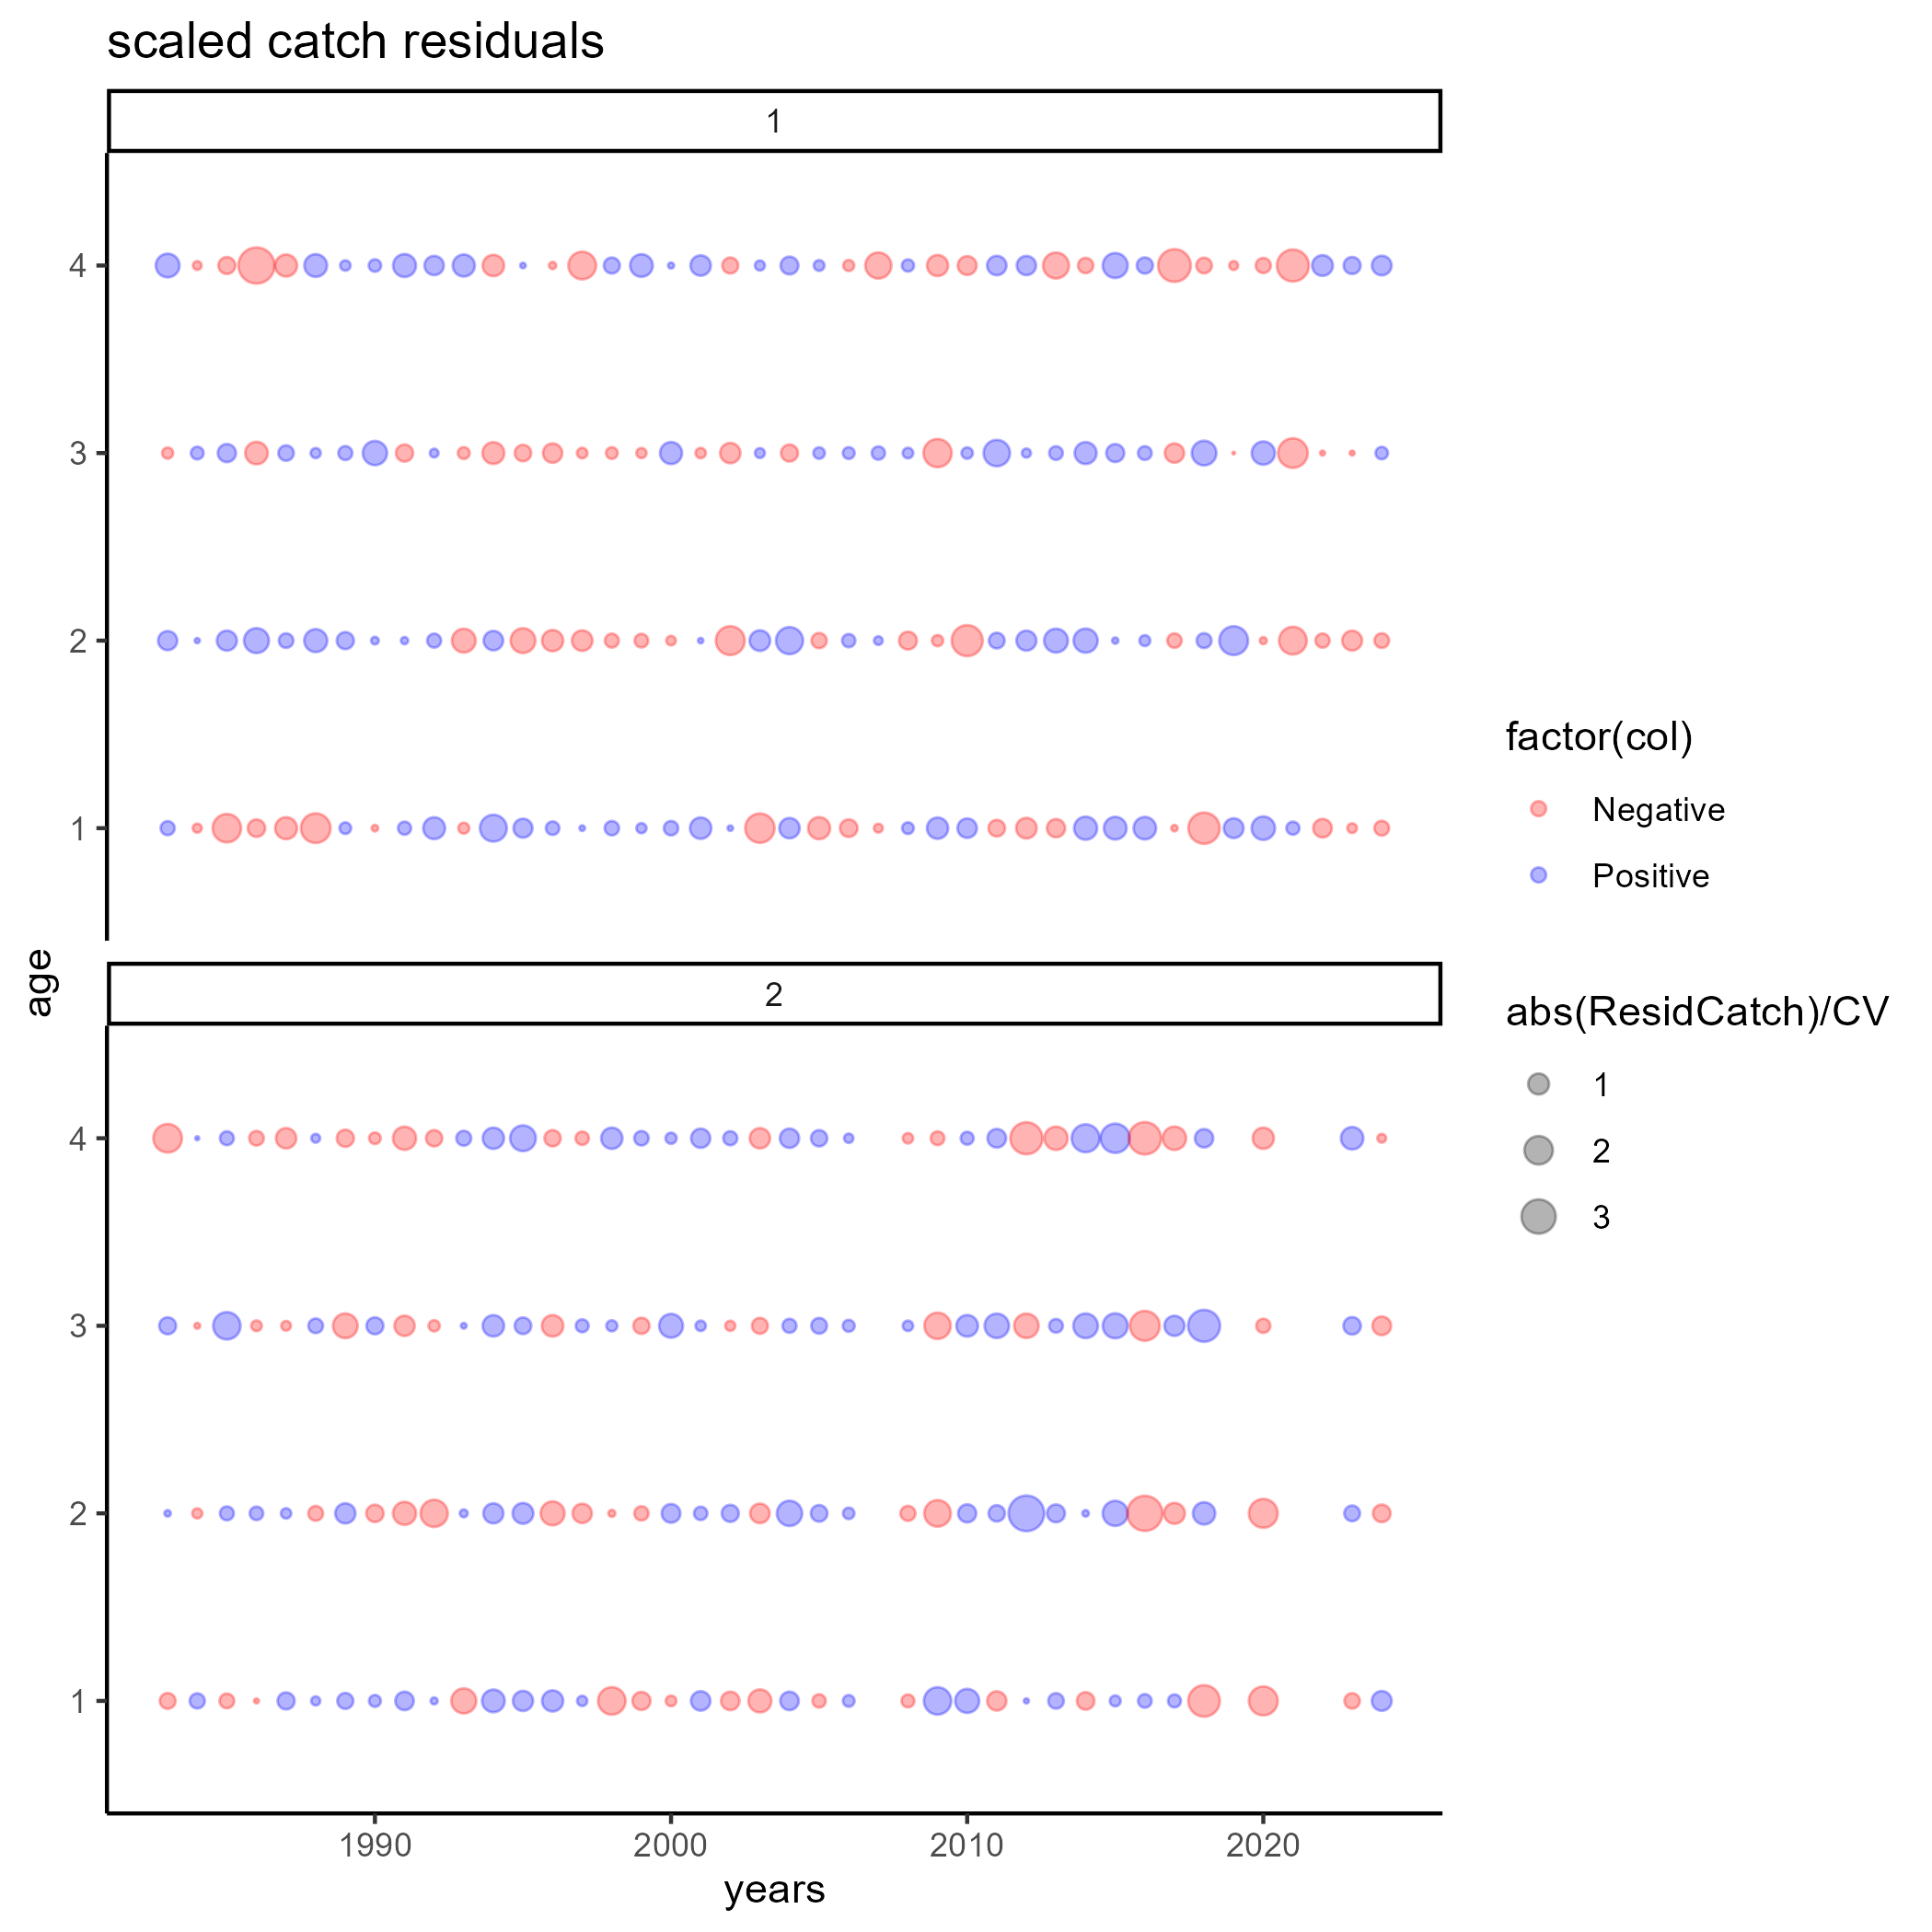 scaled catch residuals
1
4
3
2
1
age
2
4
3
2
1
1990 2000 2010 2020
years
factor(col)
Negative
Positive
abs(ResidCatch)/CV
1
2
3